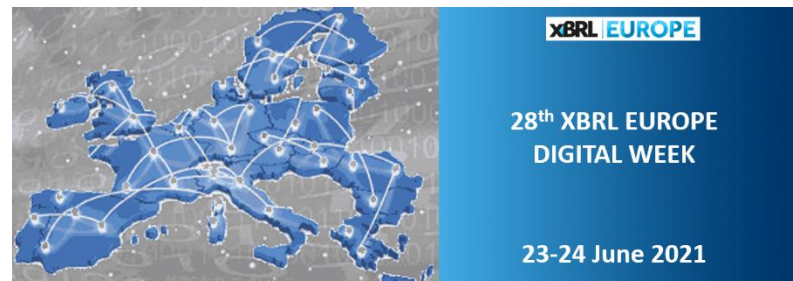 XBRL EUROPE
28th XBRL EUROPE
DIGITAL WEEK
23-24 June 2021